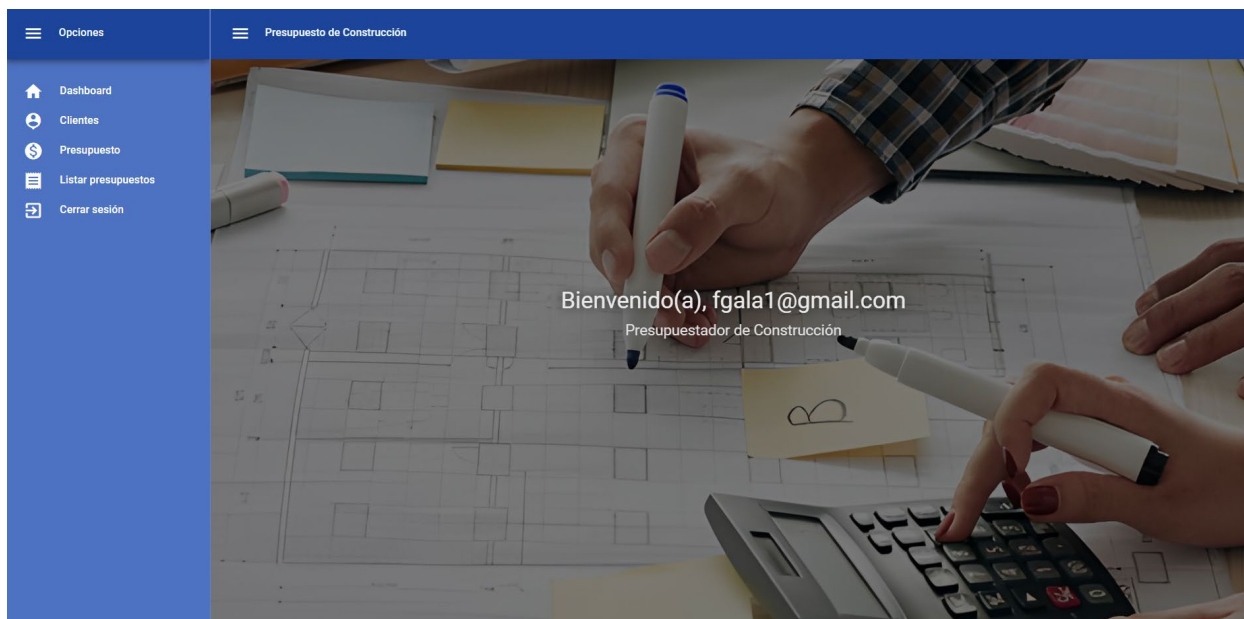 Opciones
Presupuesto de Construcción
Dashboard
Clientes
Presupuesto
Listar presupuestos
Cerrar sesión
Bienvenido(a), fgala1@gmail.com
Presupuestador de Construcción
B